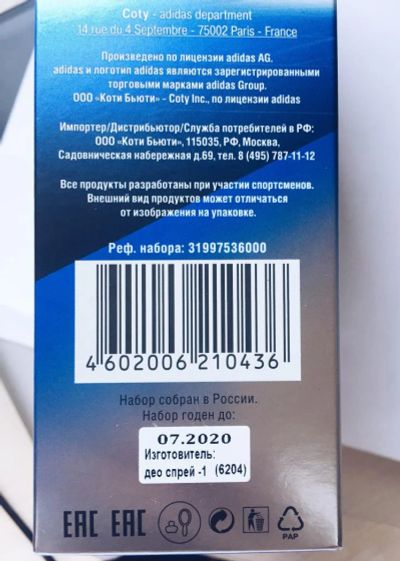 Coty - adidas department
14 rue du 4 Septembre - 75002 Paris - France
Произведено по лицензии adidas AG.
adidas и логотип adidas являются зарегистрированными
торговыми марками adidas Group.
ООО «Коти Бьюти» - Coty Inc., по лицензии adidas
Импортер/Дистрибьютор/Служба потребителей в РФ:
ООО «Коти Бьюти», 115035, РФ, Москва,
Садовническая набережная д.69, тел. 8 (495) 787-11-12
Все продукты разработаны при участии спортсменов.
Внешний вид продуктов может отличаться
от изображения на упаковке.
Реф. набора: 31997536000
4 602006 210436
Набор собран в России.
Набор годен до:
07.2020
Изготовитель:
део спрей -1 (6204)
EAC EAC
PAP